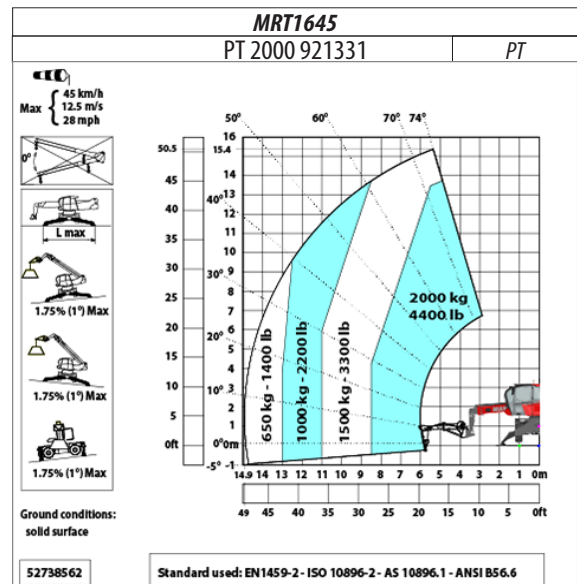 MRT1645
PT 2000 921331
PT
Max
45 km/h
12.5 m/s
28 mph
0°
L max
1.75% (1°) Max
1.75% (1°) Max
1.75% (1°) Max
Ground conditions:
solid surface
52738562
50° 60° 70° 74°
40°
30°
20°
10°
0°
-5°
50.5
45
40
35
30
25
20
15
10
5
0ft
16
15.4
14
13
12
11
10
9
8
7
6
5
4
3
2
1
0m
-1
650 kg - 1400 lb
1000 kg - 2200 lb
1500 kg - 3300 lb
2000 kg
4400 lb
14.9 14 13 12 11 10 9 8 7 6 5 4 3 2 1 0m
49 45 40 35 30 25 20 15 10 5 0ft
Standard used: EN1459-2 - ISO 10896-2 - AS 10896.1 - ANSI B56.6